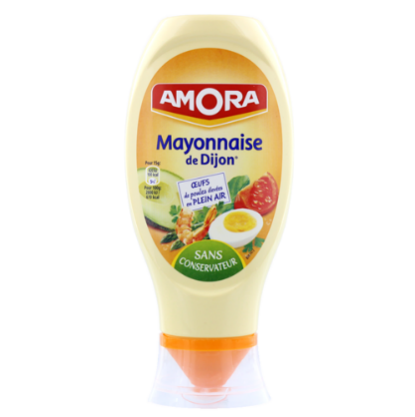 AMORA
Mayonnaise
de Dijon*
ŒUFS
de poules élevées
en PLEIN AIR
SANS
CONSERVATEUR